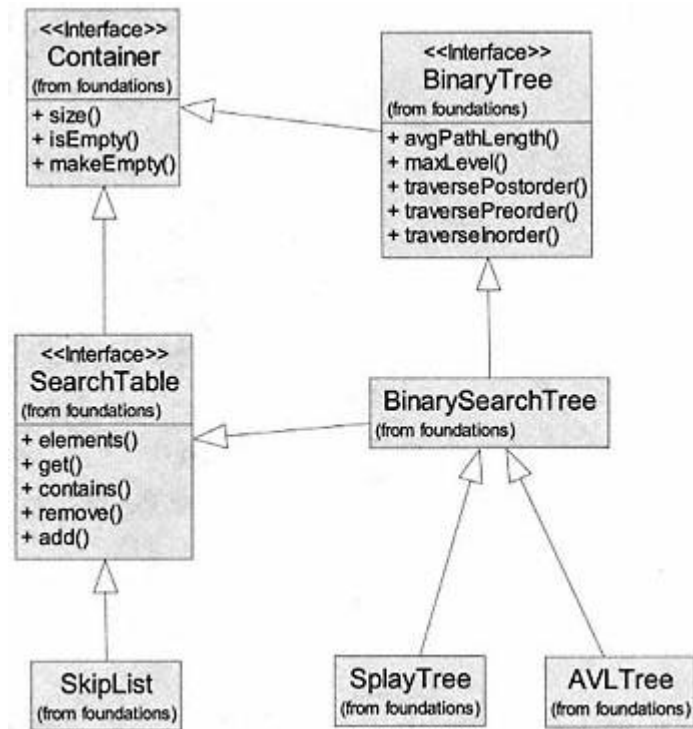 <<Interface>>
Container
(from foundations)
+ size()
+ isEmpty()
+ makeEmpty()
<<Interface>>
BinaryTree
(from foundations)
+ avgPathLength()
+ maxLevel()
+ traversePostorder()
+ traversePreorder()
+ traverseInorder()
<<Interface>>
SearchTable
(from foundations)
+ elements()
+ get()
+ contains()
+ remove()
+ add()
BinarySearchTree
(from foundations)
SkipList
(from foundations)
SplayTree
(from foundations)
AVLTree
(from foundations)